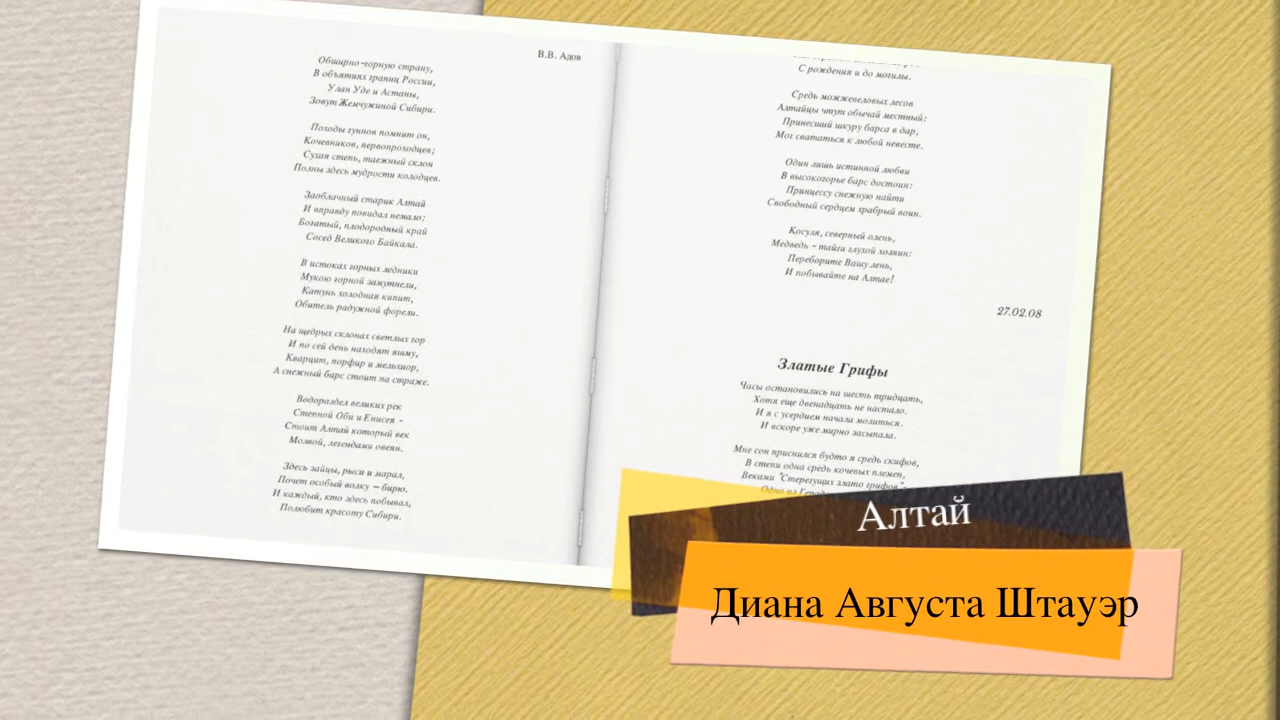 В.В. Адов
Обширно-горную страну,
В объятиях границ России,
Улан Уде и Астаны,
Зовут Жемчужиной Сибири.
Походы гуннов помнит он,
Кочевников, первопроходцев;
Сухая степь, таежный склон
Полны здесь мудрости колодцев.
Заоблачный старик Алтай
И вправду повидал немало:
Богатый, плодородный край
Сосед Великого Байкала.
В истоках горных ледники
Мукою горной замутнели,
Катунь холодная кипит,
Обитель радужной форели.
На щедрых склонах светлых гор
И по сей день находят яшму,
Кварцит, порфир и мельхиор,
А снежный барс стоит на страже.
Водораздел великих рек
Степной Оби и Енисея -
Стоит Алтай который век
Молвой, легендами овеян.
Здесь зайцы, рыси и марал,
Почет особый волку – бирю.
И каждый, кто здесь побывал,
Полюбит красоту Сибири.
С рождения и до могилы.
Средь можжевеловых лесов
Алтайцы чтут обычай местный:
Принесший шкуру барса в дар,
Мог свататься к любой невесте.
Один лишь истинной любви
В высокогорье барс достоин:
Принцессу снежную найти
Свободный сердцем храбрый воин.
Косуля, северный олень,
Медведь - тайги глухой хозяин:
Переборите Вашу лень,
И побывайте на Алтае!
27.02.08
Златые Грифы
Часы остановились на шесть тридцать,
Хотя еще двенадцать не настало.
И я с усердием начала молиться.
И вскоре уже мирно засыпала.
Мне сон приснился будто я средь скифов,
В степи одна средь кочевых племен,
Веками "Стерегущих злато грифов"-
Алтай
Диана Августа Штауэр